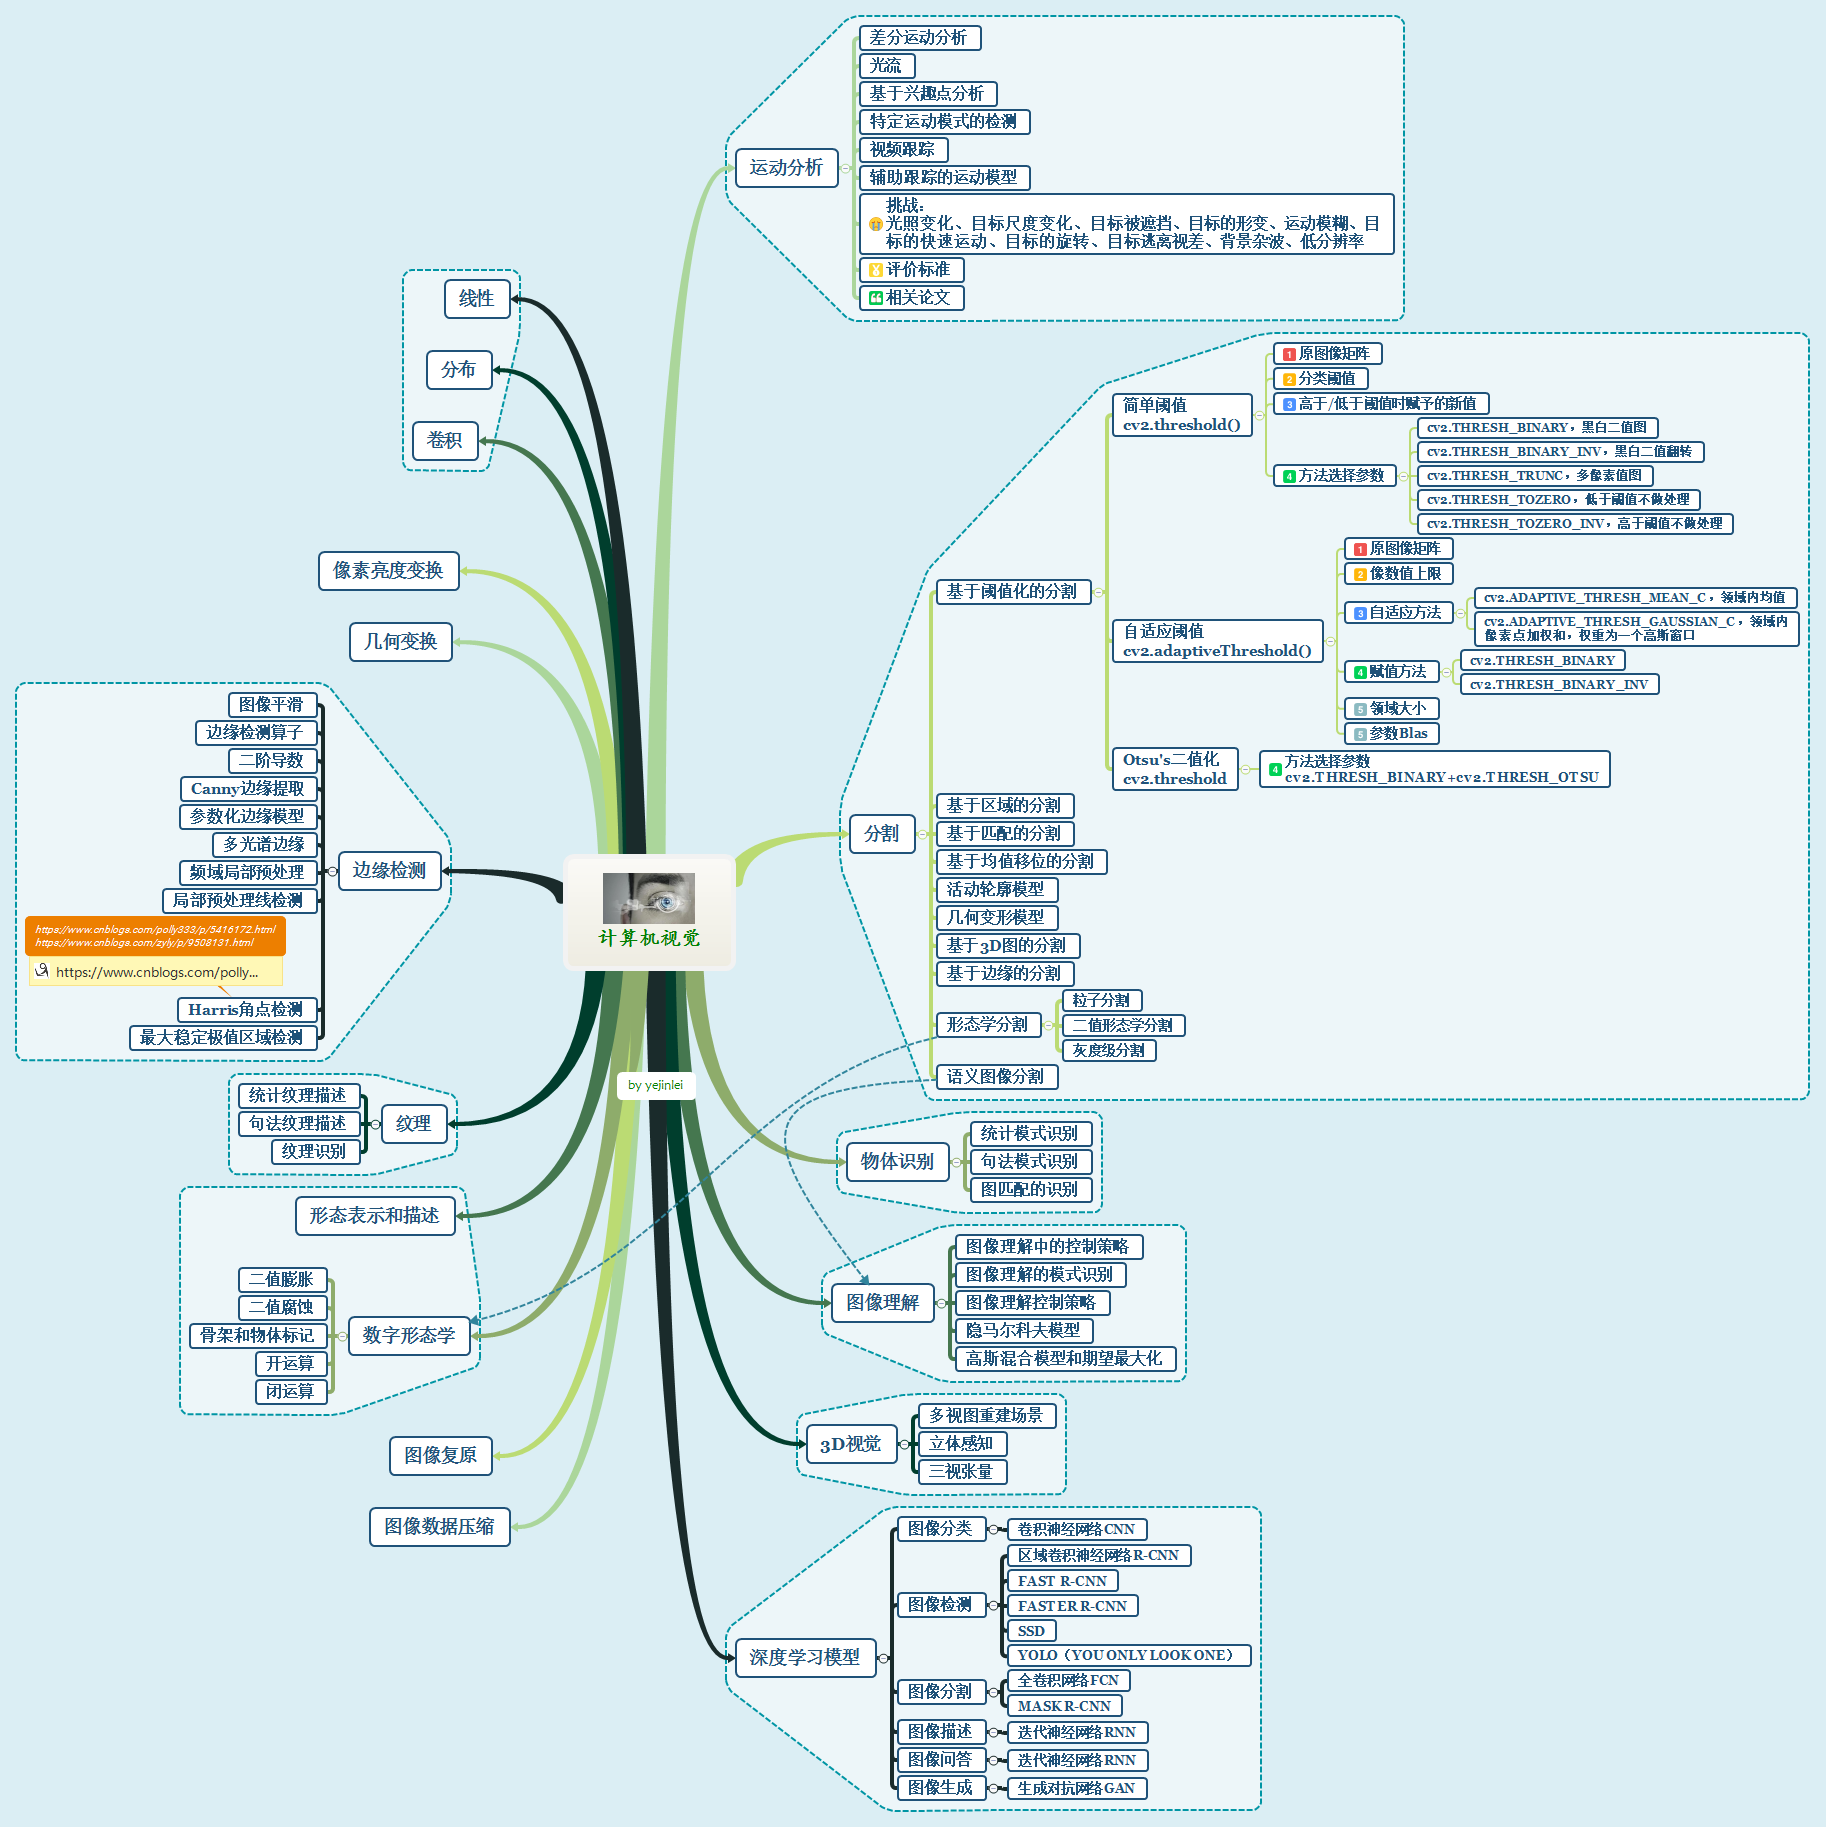 计算机视觉
by yejinlei
运动分析
差分运动分析
光流
基于兴趣点分析
特定运动模式的检测
视频跟踪
辅助跟踪的运动模型
挑战：
光照变化、目标尺度变化、目标被遮挡、目标的形变、运动模糊、目
标的快速运动、目标的旋转、目标逃离视差、背景杂波、低分辨率
评价标准
相关论文
分割
基于阈值化的分割
简单阈值
cv2.threshold()
1 原图像矩阵
2 分类阈值
3 高于/低于阈值时赋予的新值
4 方法选择参数
cv2.THRESH_BINARY，黑白二值图
cv2.THRESH_BINARY_INV，黑白二值翻转
cv2.THRESH_TRUNC，多像素值图
cv2.THRESH_TOZERO，低于阈值不做处理
cv2.THRESH_TOZERO_INV，高于阈值不做处理
自适应阈值
cv2.adaptiveThreshold()
1 原图像矩阵
2 像数值上限
3 自适应方法
cv2.ADAPTIVE_THRESH_MEAN_C，领域内均值
cv2.ADAPTIVE_THRESH_GAUSSIAN_C，领域内
像素点加权和，权重为一个高斯窗口
4 赋值方法
cv2.THRESH_BINARY
cv2.THRESH_BINARY_INV
5 领域大小
5 参数Blas
Otsu's二值化
cv2.threshold
4 方法选择参数
cv2.THRESH_BINARY+cv2.THRESH_OTSU
基于区域的分割
基于匹配的分割
基于均值移位的分割
活动轮廓模型
几何变形模型
基于3D图的分割
基于边缘的分割
形态学分割
粒子分割
二值形态学分割
灰度级分割
语义图像分割
物体识别
统计模式识别
句法模式识别
图匹配的识别
图像理解
图像理解中的控制策略
图像理解的模式识别
图像理解控制策略
隐马尔科夫模型
高斯混合模型和期望最大化
3D视觉
多视图重建场景
立体感知
三视张量
深度学习模型
图像分类
卷积神经网络CNN
图像检测
区域卷积神经网络R-CNN
FAST R-CNN
FASTER R-CNN
SSD
YOLO（YOU ONLY LOOK ONE）
图像分割
全卷积网络FCN
MASK R-CNN
图像描述
迭代神经网络RNN
图像问答
迭代神经网络RNN
图像生成
生成对抗网络GAN
线性
分布
卷积
像素亮度变换
几何变换
边缘检测
图像平滑
边缘检测算子
二阶导数
Canny边缘提取
参数化边缘模型
多光谱边缘
频域局部预处理
局部预处理线检测
https://www.cnblogs.com/polly333/p/5416172.html
https://www.cnblogs.com/zyly/p/9508131.html
https://www.cnblogs.com/polly...
Harris角点检测
最大稳定极值区域检测
纹理
统计纹理描述
句法纹理描述
纹理识别
形态表示和描述
数字形态学
二值膨胀
二值腐蚀
骨架和物体标记
开运算
闭运算
图像复原
图像数据压缩